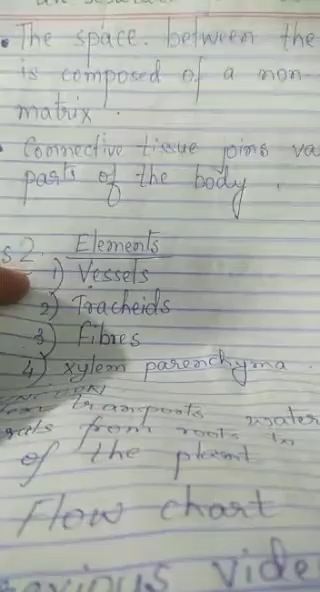 • The space. between the
is composed of a non
matrix.
• Connective tissue joins va
parts of the body.
s 2. Elements
1) Vessels
2) Tracheids
3) Fibres
4) xylem parenchyma.
transports water
from roots to
of the plant
Flow chart
evious vide